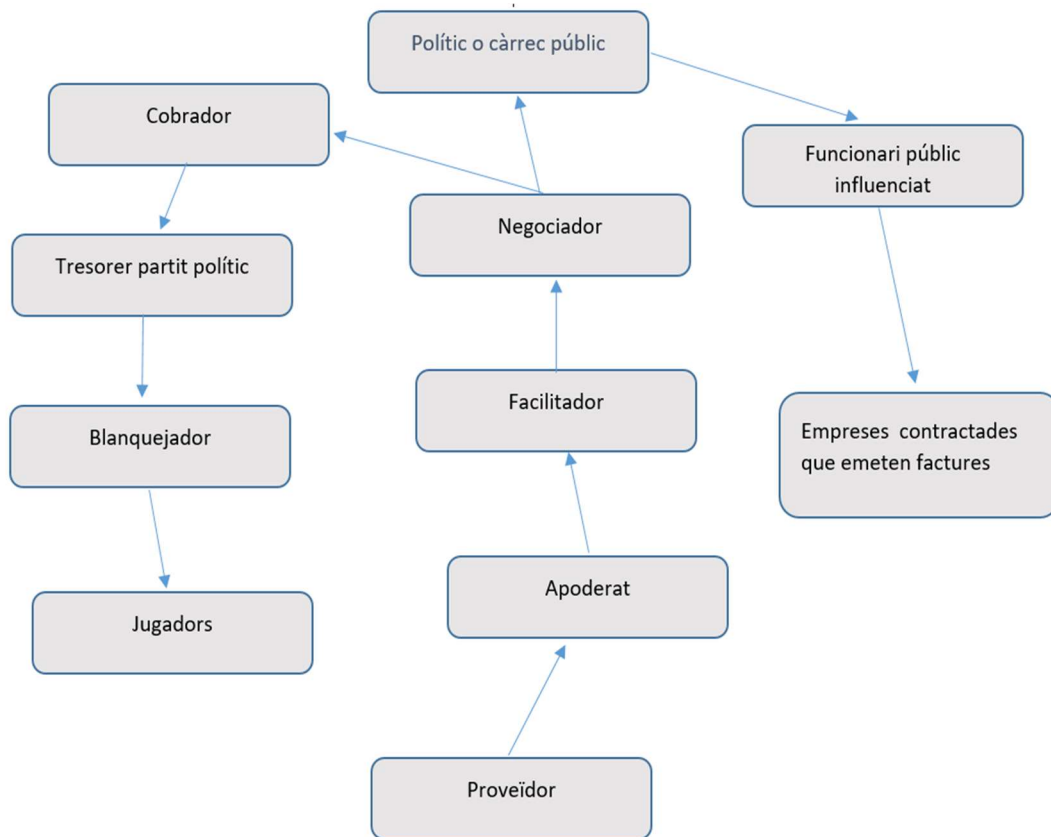 Polític o càrrec públic
Cobrador
Funcionari públic
influenciat
Negociador
Tresorer partit polític
Facilitador
Blanquejador
Empreses contractades
que emeten factures
Apoderat
Jugadors
Proveïdor